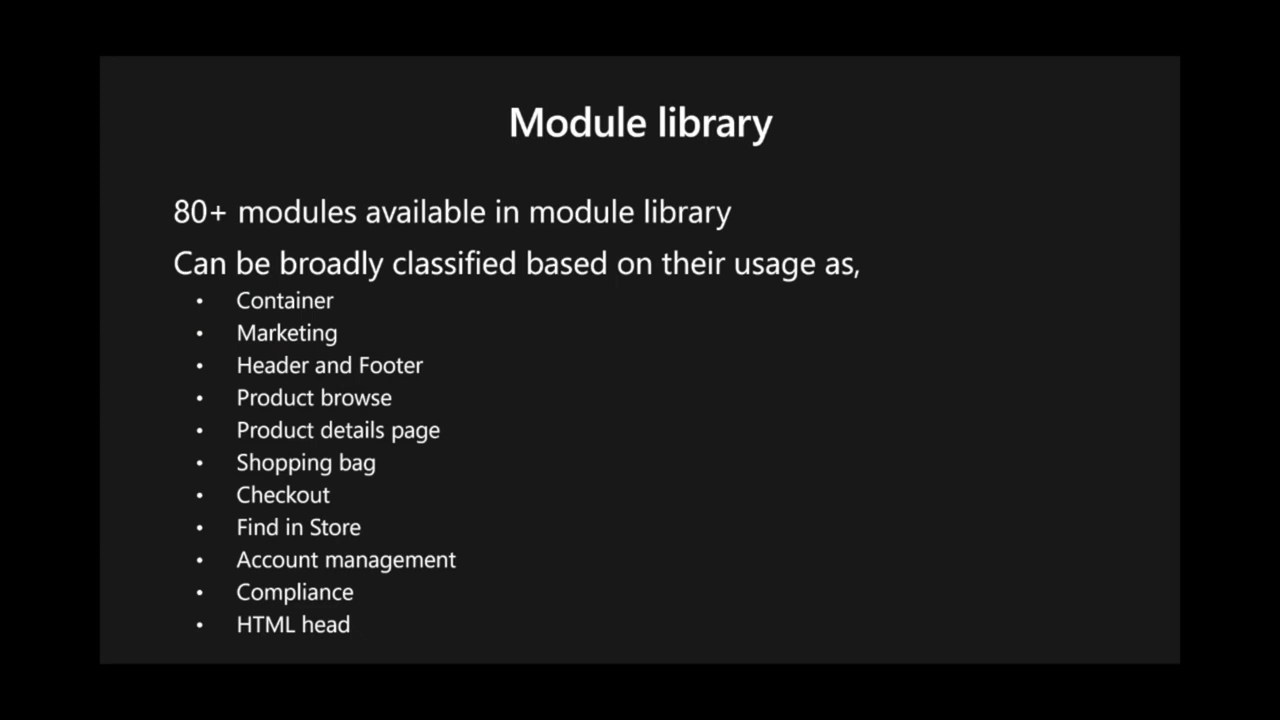 Module library
80+ modules available in module library
Can be broadly classified based on their usage as,
• Container
• Marketing
• Header and Footer
• Product browse
• Product details page
• Shopping bag
• Checkout
• Find in Store
• Account management
• Compliance
• HTML head